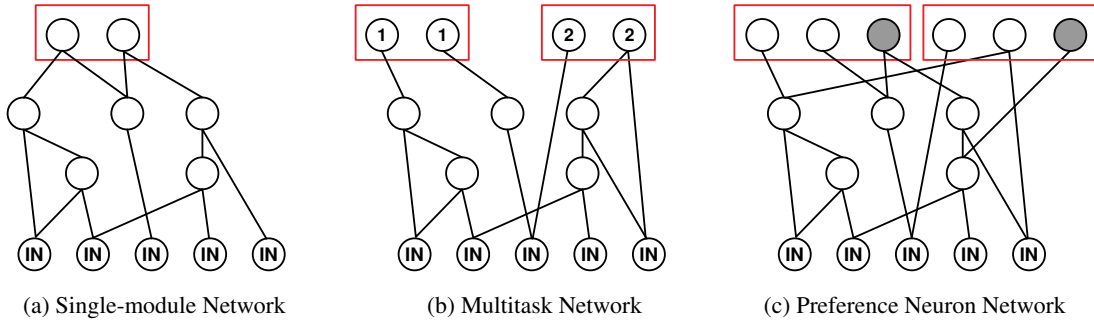 1 1 2 2
IN IN IN IN IN IN IN IN IN IN IN IN IN IN IN
(a) Single-module Network (b) Multitask Network (c) Preference Neuron Network